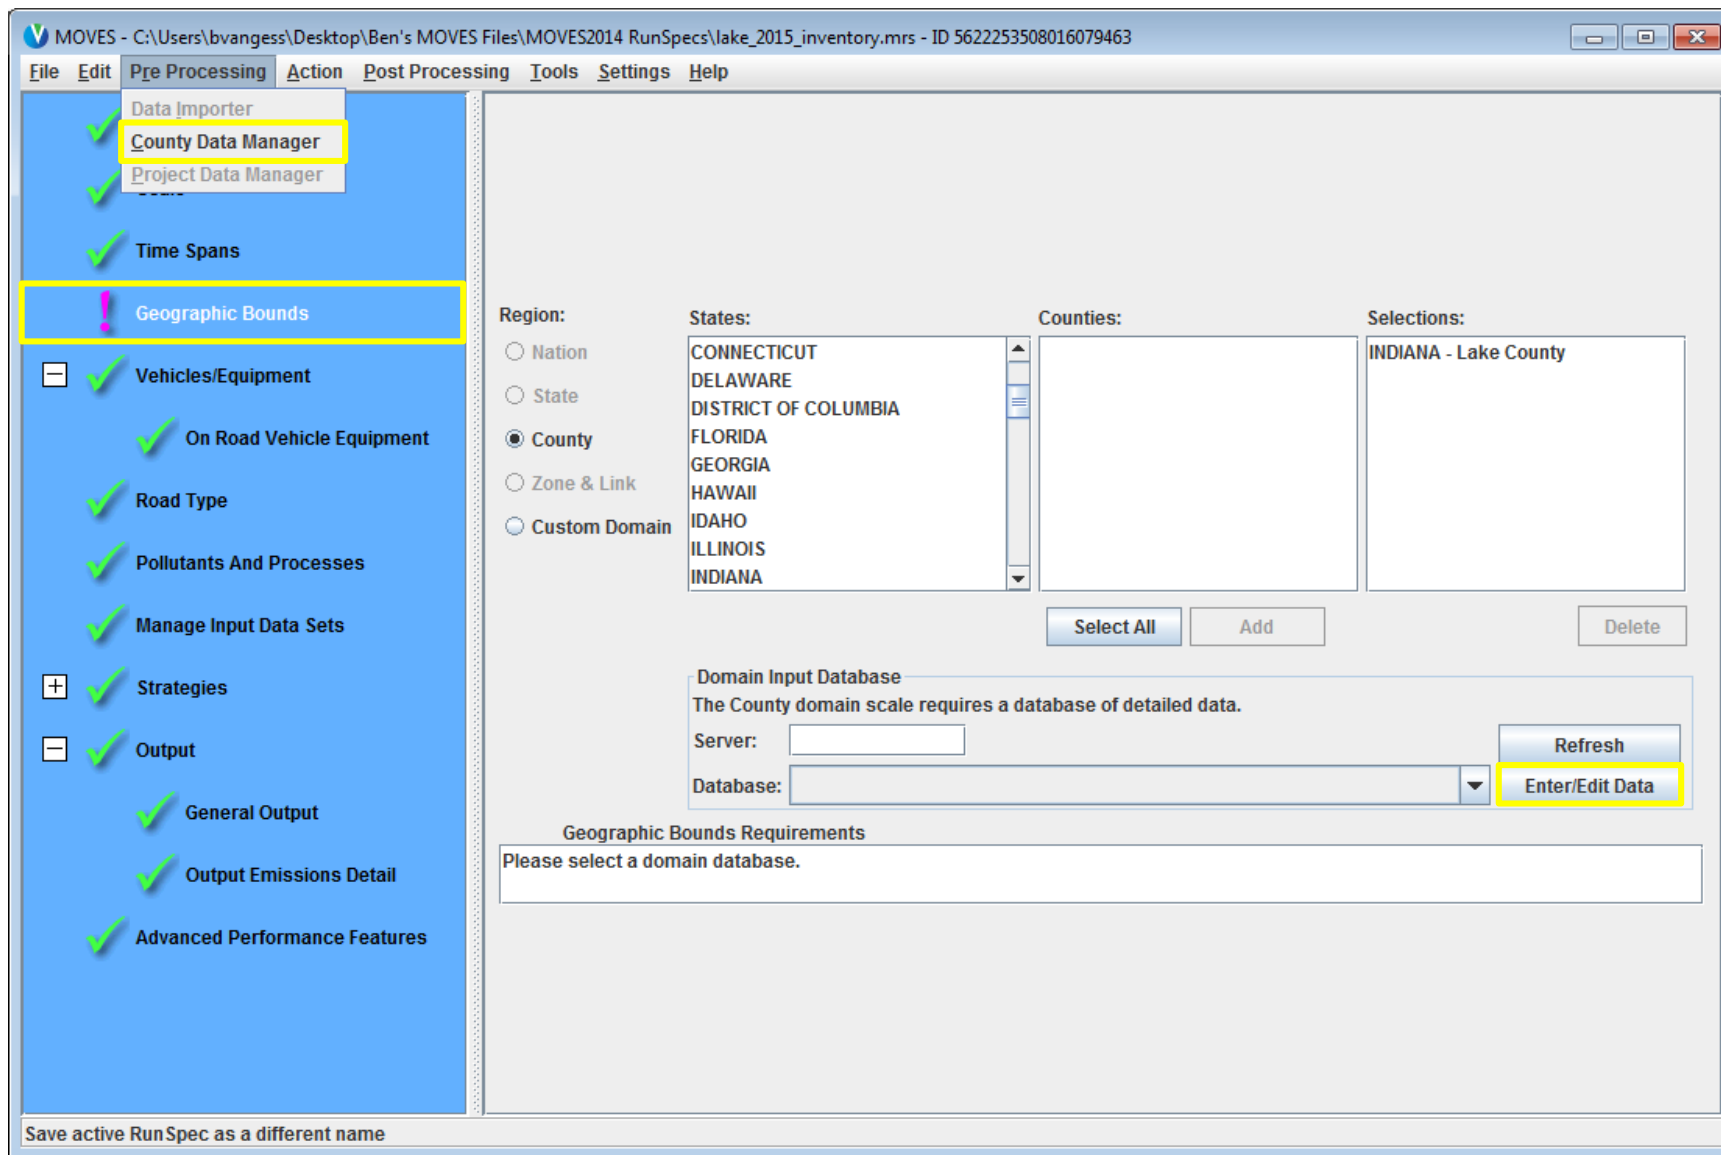 MOVES - C:\Users\bvangess\Desktop\Ben's MOVES Files\MOVES2014 RunSpecs\lake_2015_inventory.mrs - ID 5622253508016079463
File Edit Pre Processing Action Post Processing Tools Settings Help
Data Importer
County Data Manager
Project Data Manager
Time Spans
Geographic Bounds
Vehicles/Equipment
On Road Vehicle Equipment
Road Type
Pollutants And Processes
Manage Input Data Sets
Strategies
Output
General Output
Output Emissions Detail
Advanced Performance Features
Region:
Nation
State
County
Zone & Link
Custom Domain
States:
CONNECTICUT
DELAWARE
DISTRICT OF COLUMBIA
FLORIDA
GEORGIA
HAWAII
IDAHO
ILLINOIS
INDIANA
Counties:
Selections:
INDIANA - Lake County
Select All
Add
Delete
Domain Input Database
The County domain scale requires a database of detailed data.
Server:
Refresh
Database:
Enter/Edit Data
Geographic Bounds Requirements
Please select a domain database.
Save active RunSpec as a different name